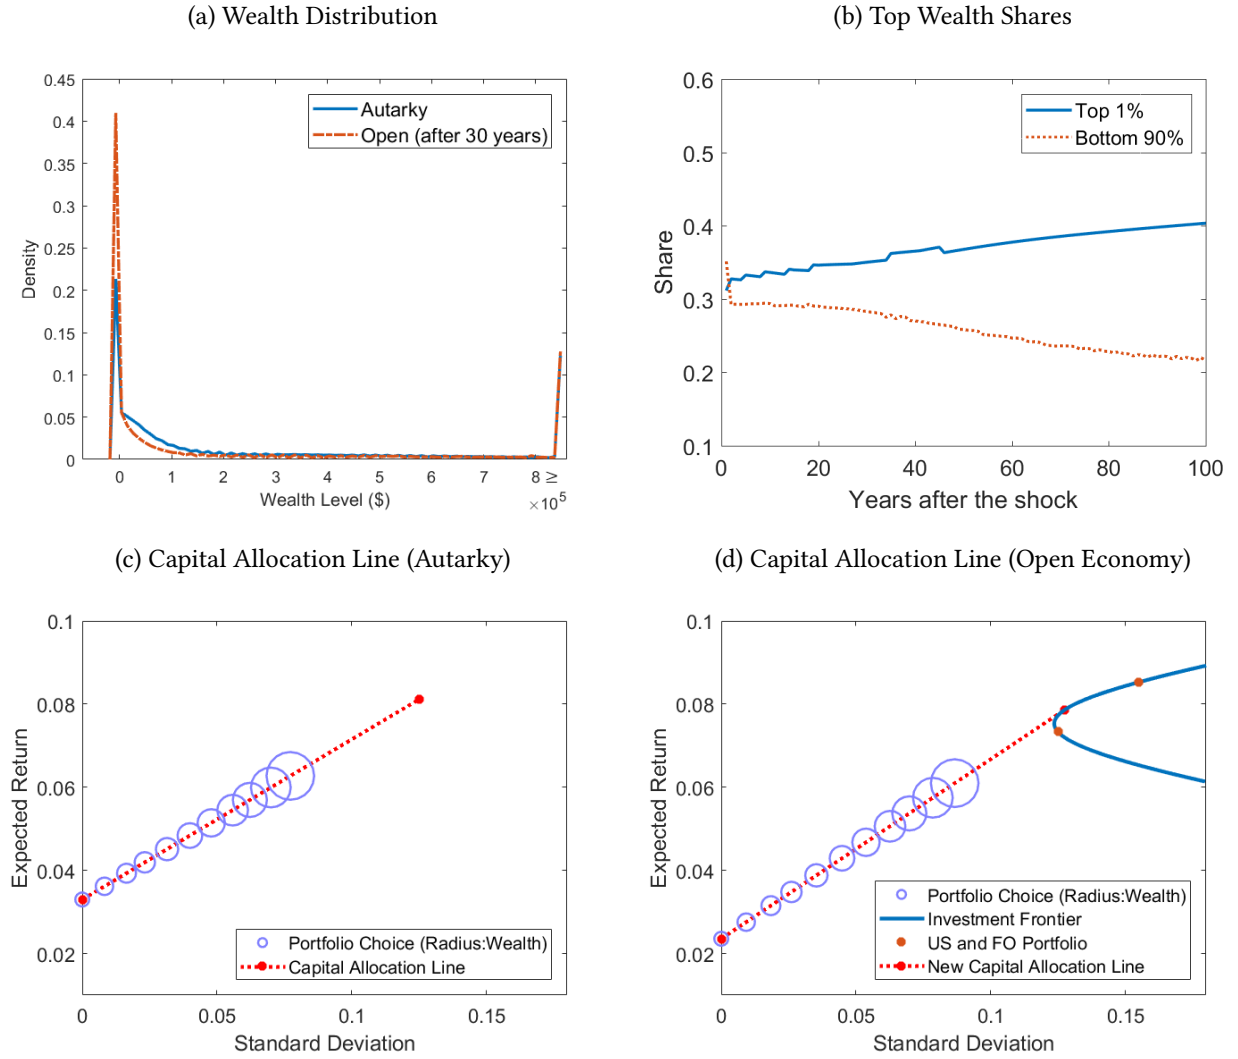 (a) Wealth Distribution
0.45
0.4
0.35
0.3
0.25
0.2
0.15
0.1
0.05
0
Density
Autarky
Open (after 30 years)
0 1 2 3 4 5 6 7 8 ≥
×10⁵
Wealth Level ($)
(b) Top Wealth Shares
0.6
0.5
0.4
0.3
0.2
0.1
Share
Top 1%
Bottom 90%
0 20 40 60 80 100
Years after the shock
(c) Capital Allocation Line (Autarky)
0.1
0.08
0.06
0.04
0.02
Expected Return
Portfolio Choice (Radius:Wealth)
Capital Allocation Line
0 0.05 0.1 0.15
Standard Deviation
(d) Capital Allocation Line (Open Economy)
0.1
0.08
0.06
0.04
0.02
Expected Return
Portfolio Choice (Radius:Wealth)
Investment Frontier
US and FO Portfolio
New Capital Allocation Line
0 0.05 0.1 0.15
Standard Deviation